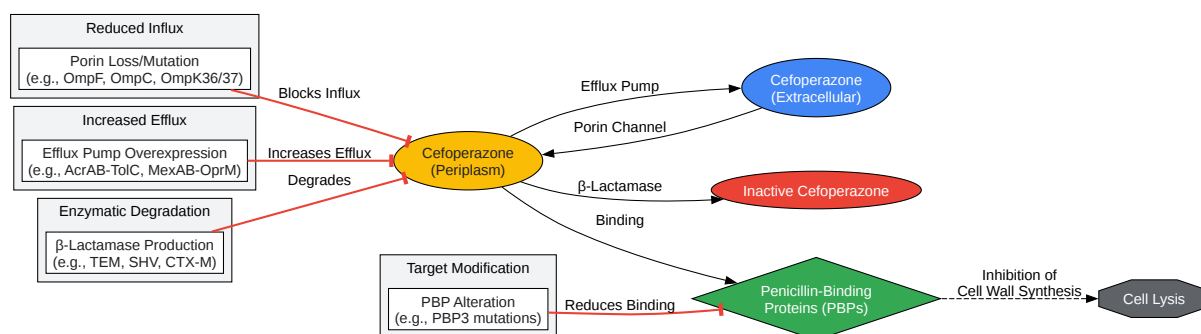 Reduced Influx
Porin Loss/Mutation
(e.g., OmpF, OmpC, OmpK36/37)
Blocks Influx
Increased Efflux
Efflux Pump Overexpression
(e.g., AcrAB-TolC, MexAB-OprM)
Increases Efflux
Degrades
Enzymatic Degradation
β-Lactamase Production
(e.g., TEM, SHV, CTX-M)
Cefoperazone
(Periplasm)
Efflux Pump
Porin Channel
Cefoperazone
(Extracellular)
β-Lactamase
Inactive Cefoperazone
Binding
Target Modification
PBP Alteration
(e.g., PBP3 mutations)
Reduces Binding
Penicillin-Binding
Proteins (PBPs)
Inhibition of
Cell Wall Synthesis
Cell Lysis